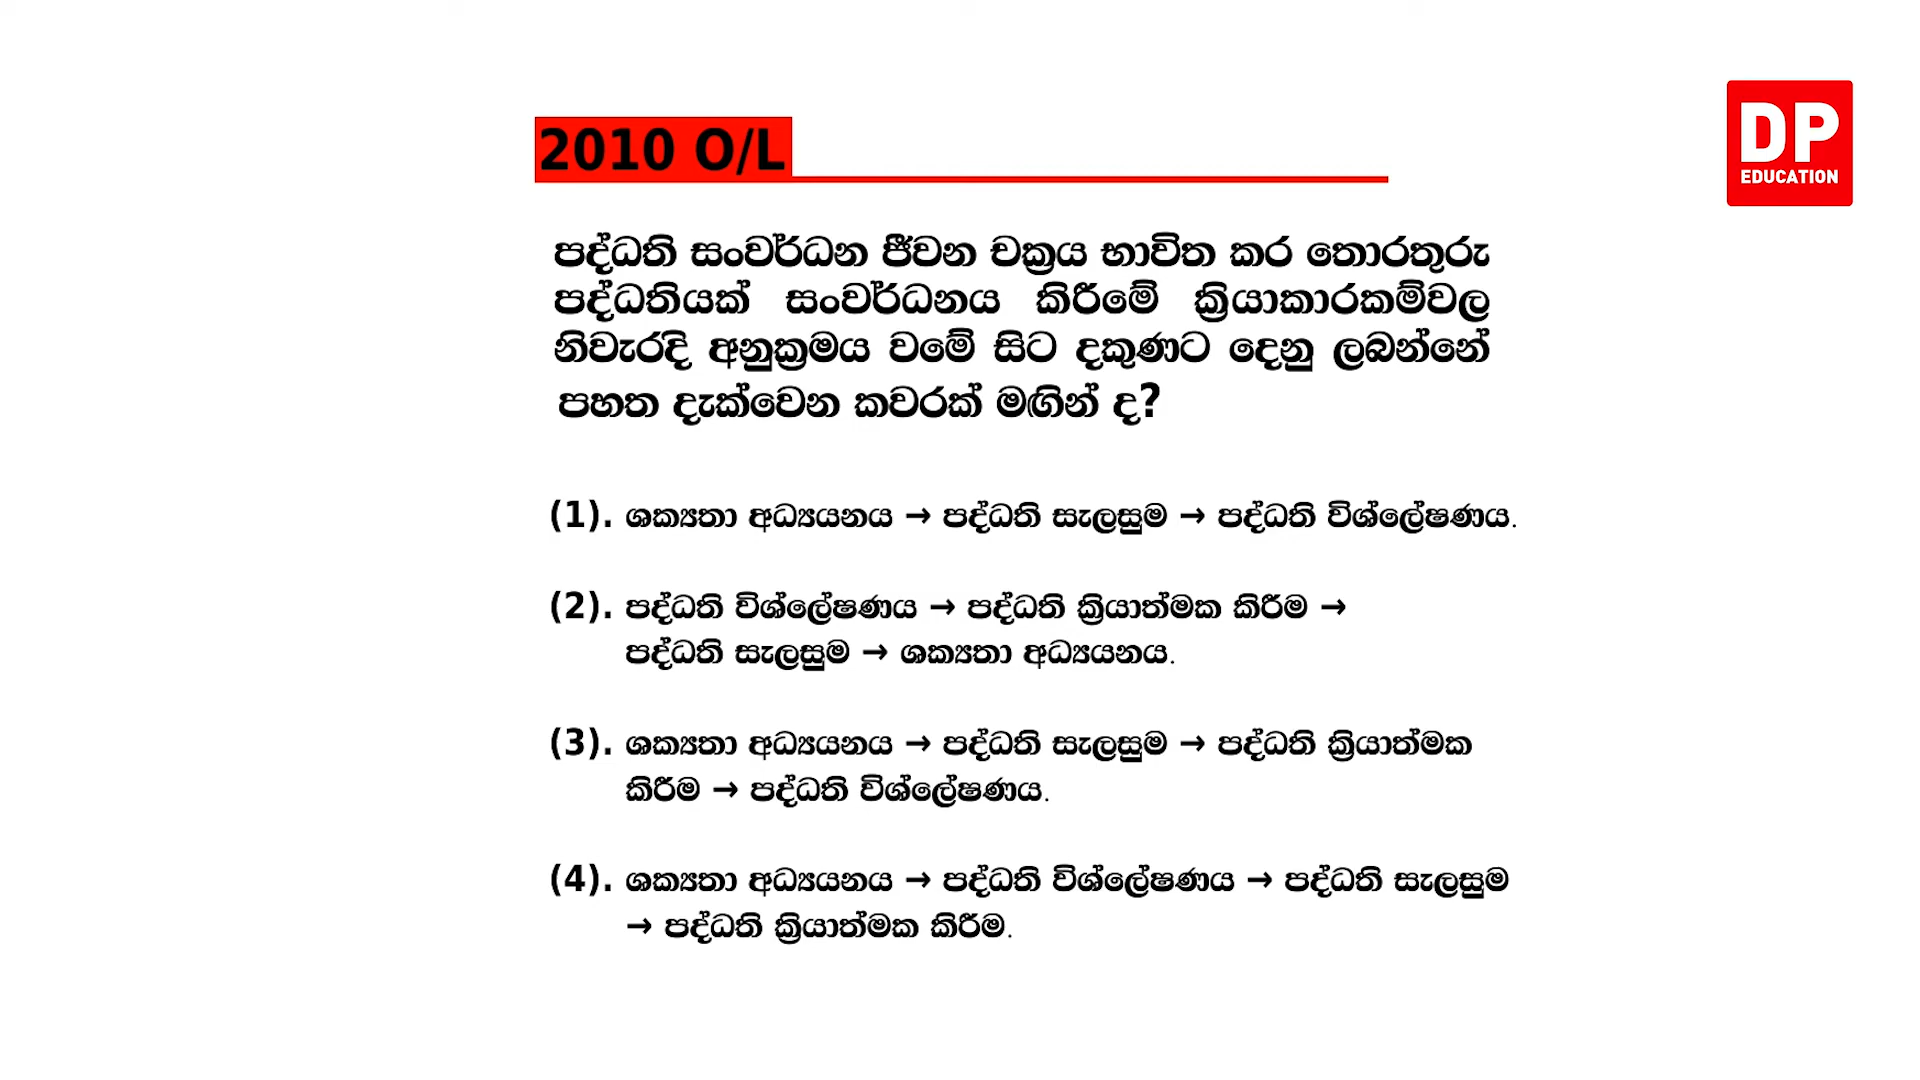 DP
EDUCATION
2010 O/L
පද්ධති සංවර්ධන ජීවන චක්‍රය භාවිත කර තොරතුරු
පද්ධතියක් සංවර්ධනය කිරීමේ ක්‍රියාකාරකම්වල
නිවැරදි අනුක්‍රමය වමේ සිට දකුණට දෙනු ලබන්නේ
පහත දැක්වෙන කවරක් මඟින් ද?
(1). ශක්‍යතා අධ්‍යයනය → පද්ධති සැලසුම → පද්ධති විශ්ලේෂණය.
(2). පද්ධති විශ්ලේෂණය → පද්ධති ක්‍රියාත්මක කිරීම →
පද්ධති සැලසුම → ශක්‍යතා අධ්‍යයනය.
(3). ශක්‍යතා අධ්‍යයනය → පද්ධති සැලසුම → පද්ධති ක්‍රියාත්මක
කිරීම → පද්ධති විශ්ලේෂණය.
(4). ශක්‍යතා අධ්‍යයනය → පද්ධති විශ්ලේෂණය → පද්ධති සැලසුම
→ පද්ධති ක්‍රියාත්මක කිරීම.